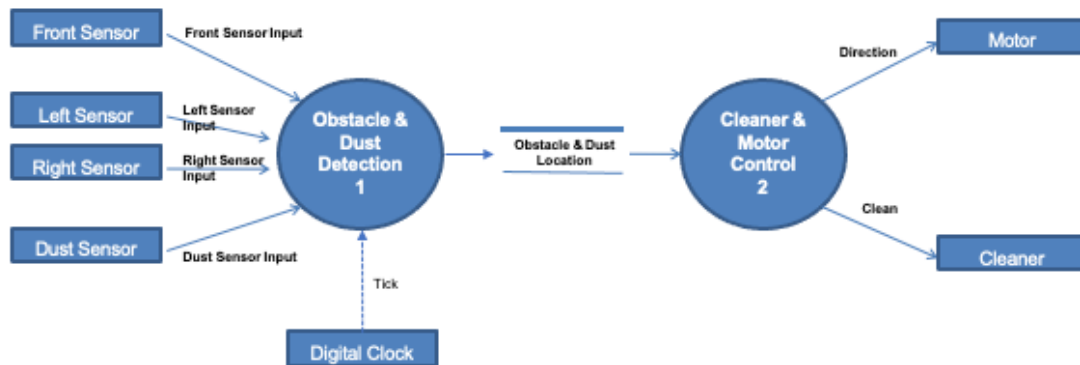 Front Sensor
Front Sensor Input
Left Sensor
Left Sensor
Input
Right Sensor
Right Sensor
Input
Dust Sensor
Dust Sensor Input
Obstacle &
Dust
Detection
1
Tick
Digital Clock
Obstacle & Dust
Location
Cleaner &
Motor
Control
2
Direction
Motor
Clean
Cleaner